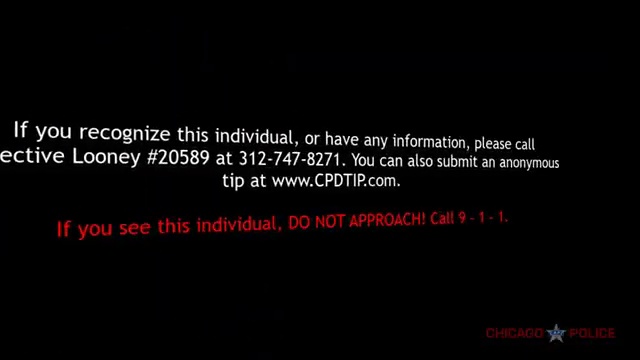 If you recognize this individual, or have any information, please call
ective Looney #20589 at 312-747-8271. You can also submit an anonymous
tip at www.CPDTIP.com.
If you see this individual, DO NOT APPROACH! Call 9 - 1 - 1.
CHICAGO POLICE